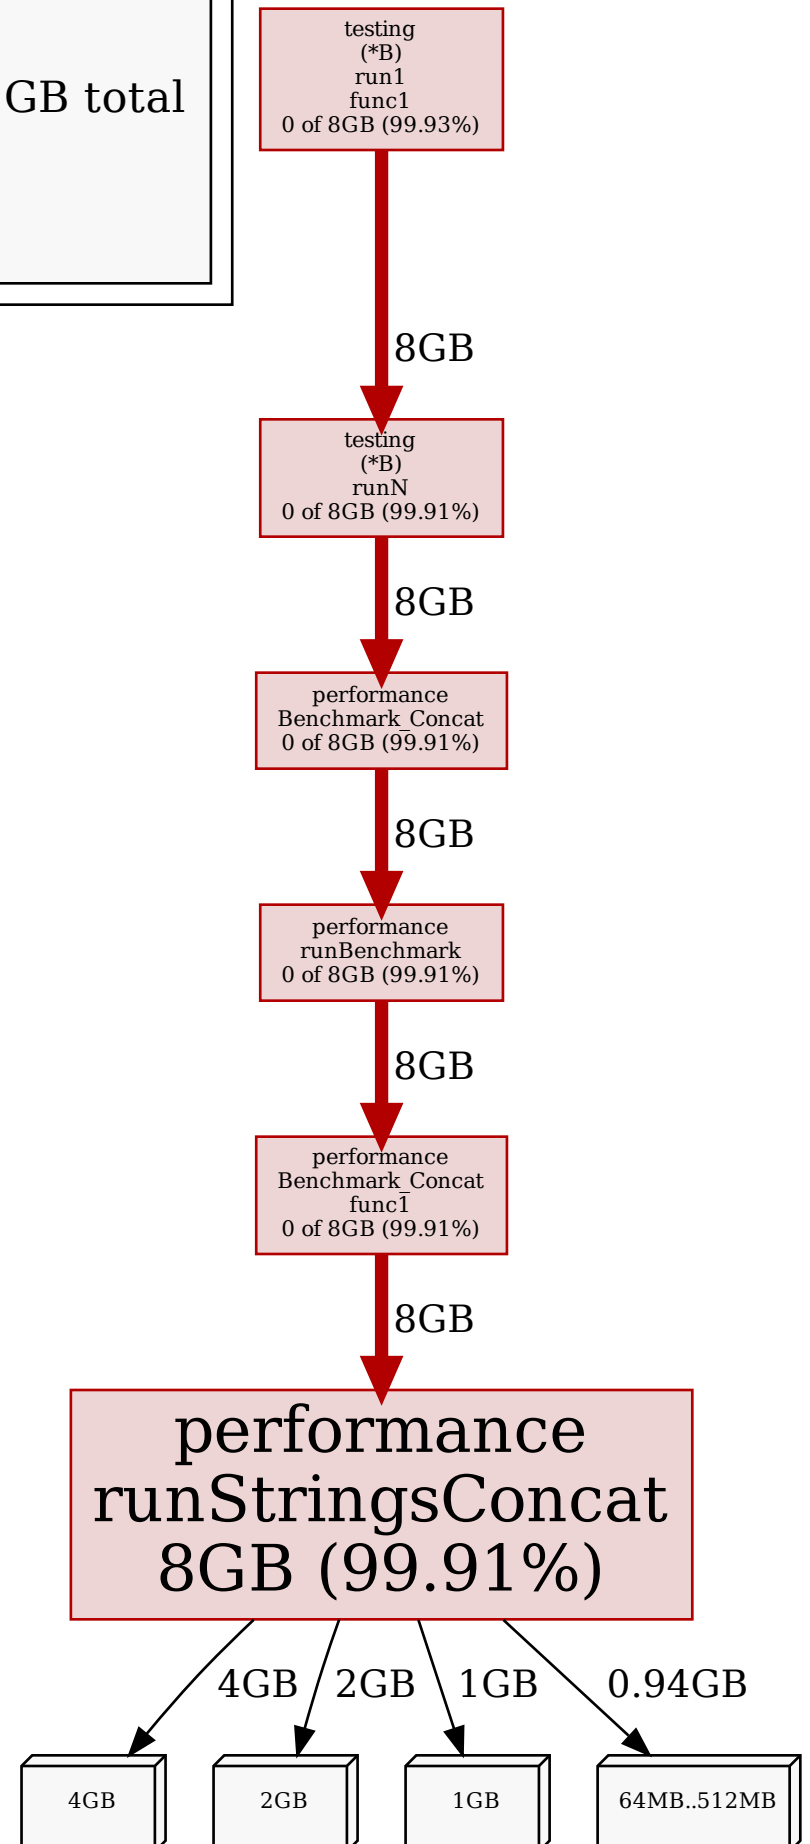 GB total
testing
(*B)
run1
func1
0 of 8GB (99.93%)
8GB
testing
(*B)
runN
0 of 8GB (99.91%)
8GB
performance
Benchmark_Concat
0 of 8GB (99.91%)
8GB
performance
runBenchmark
0 of 8GB (99.91%)
8GB
performance
Benchmark_Concat
func1
0 of 8GB (99.91%)
8GB
performance
runStringsConcat
8GB (99.91%)
4GB
2GB
1GB
0.94GB
4GB
2GB
1GB
64MB..512MB